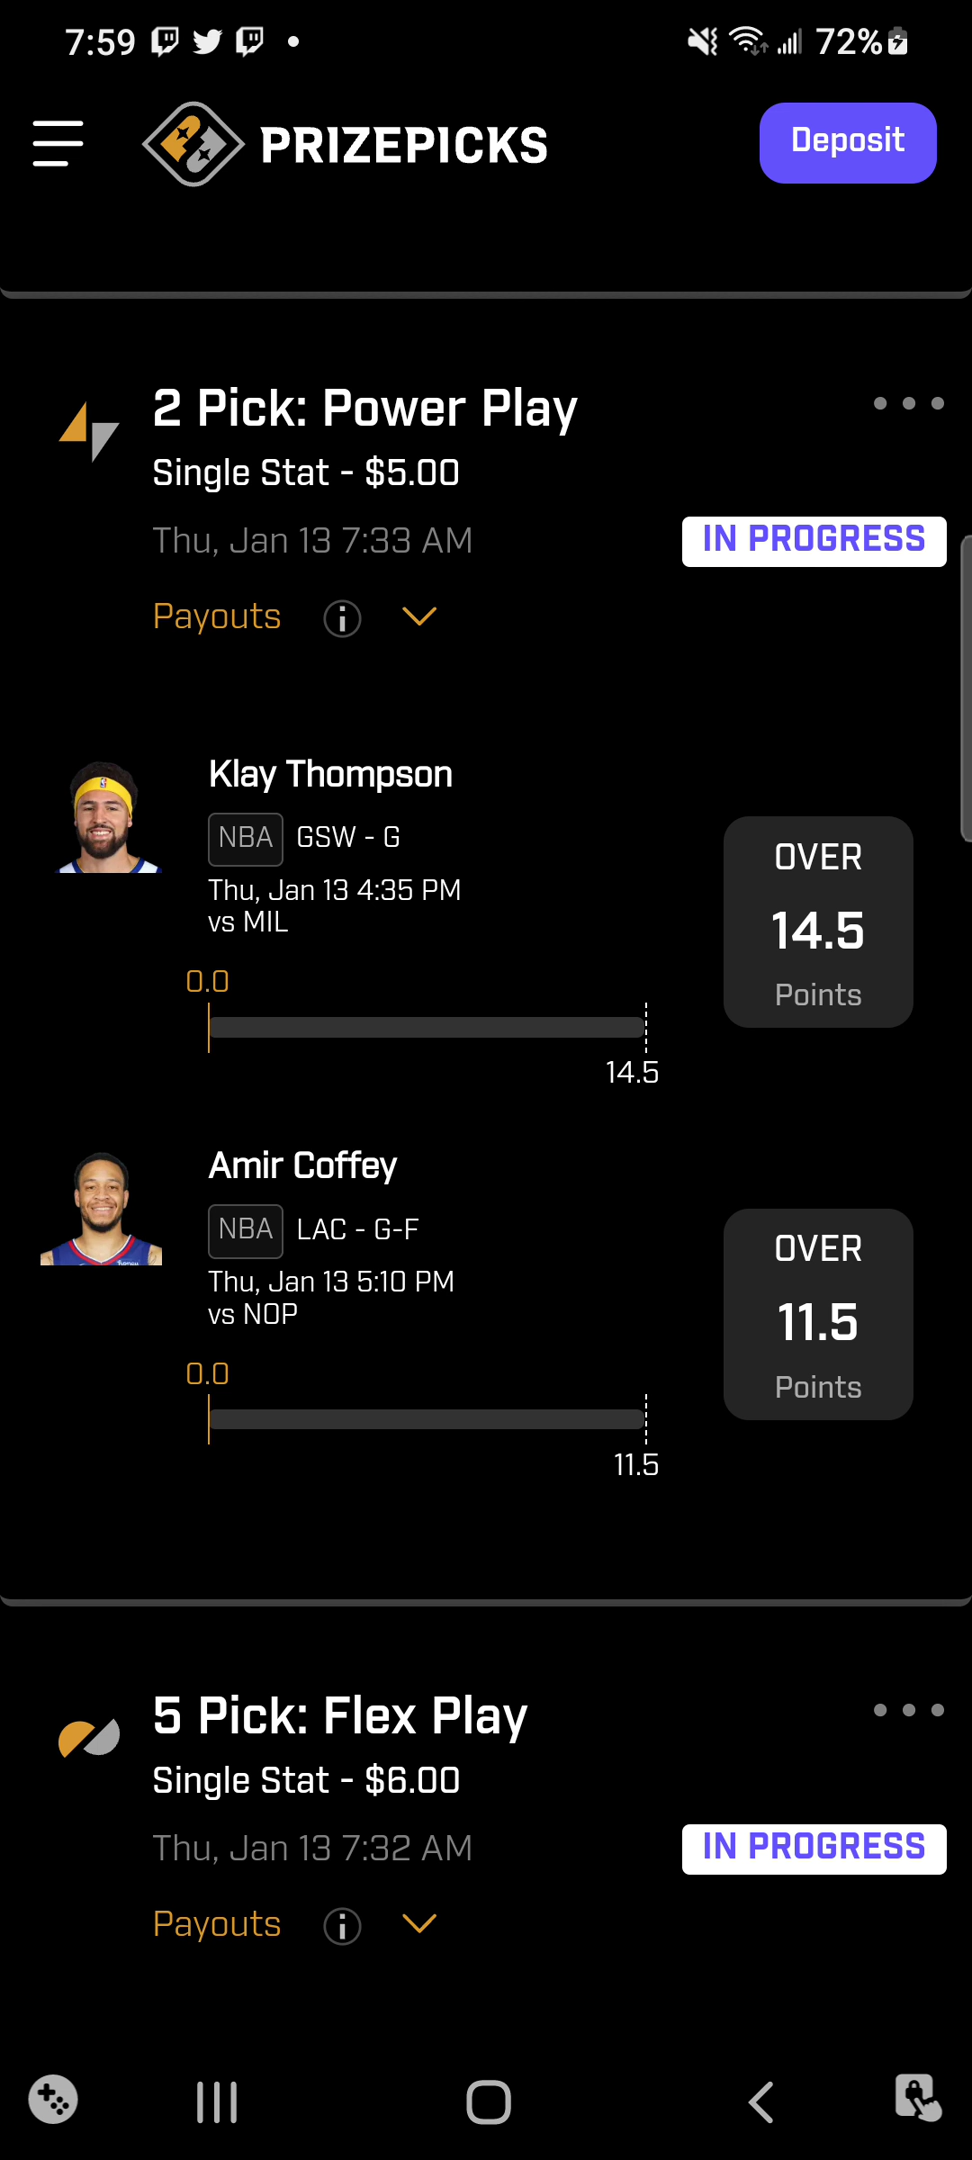 7:59 72%
PRIZEPICKS Deposit
2 Pick: Power Play
Single Stat - $5.00
Thu, Jan 13 7:33 AM IN PROGRESS
Payouts
Klay Thompson
NBA GSW - G
Thu, Jan 13 4:35 PM
vs MIL
OVER
14.5
Points
0.0
14.5
Amir Coffey
NBA LAC - G-F
Thu, Jan 13 5:10 PM
vs NOP
OVER
11.5
Points
0.0
11.5
5 Pick: Flex Play
Single Stat - $6.00
Thu, Jan 13 7:32 AM IN PROGRESS
Payouts